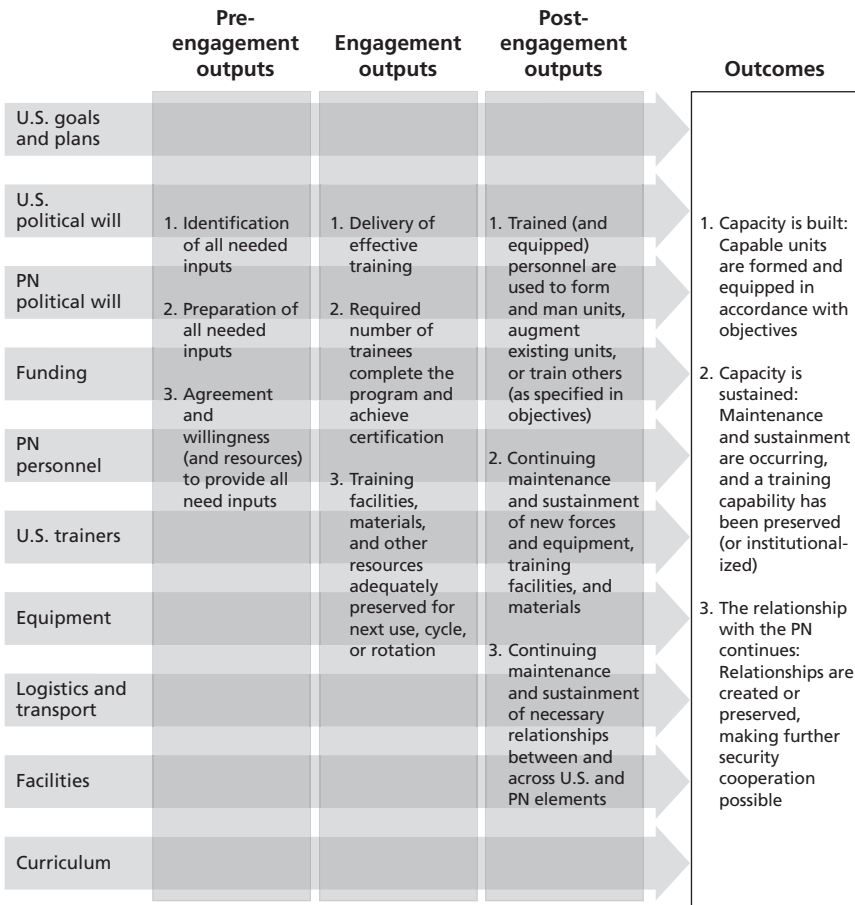 Pre-
engagement
outputs
Engagement
outputs
Post-
engagement
outputs
Outcomes
U.S. goals
and plans
U.S.
political will
PN
political will
Funding
PN
personnel
U.S. trainers
Equipment
Logistics and
transport
Facilities
Curriculum
1. Identification
of all needed
inputs
2. Preparation of
all needed
inputs
3. Agreement
and
willingness
(and resources)
to provide all
need inputs
1. Delivery of
effective
training
2. Required
number of
trainees
complete the
program and
achieve
certification
3. Training
facilities,
materials,
and other
resources
adequately
preserved for
next use, cycle,
or rotation
1. Trained (and
equipped)
personnel are
used to form
and man units,
augment
existing units,
or train others
(as specified in
objectives)
2. Continuing
maintenance
and sustainment
of new forces
and equipment,
training
facilities, and
materials
3. Continuing
maintenance
and sustainment
of necessary
relationships
between and
across U.S. and
PN elements
1. Capacity is built:
Capable units
are formed and
equipped in
accordance with
objectives
2. Capacity is
sustained:
Maintenance
and sustainment
are occurring,
and a training
capability has
been preserved
(or institutional-
ized)
3. The relationship
with the PN
continues:
Relationships are
created or
preserved,
making further
security
cooperation
possible